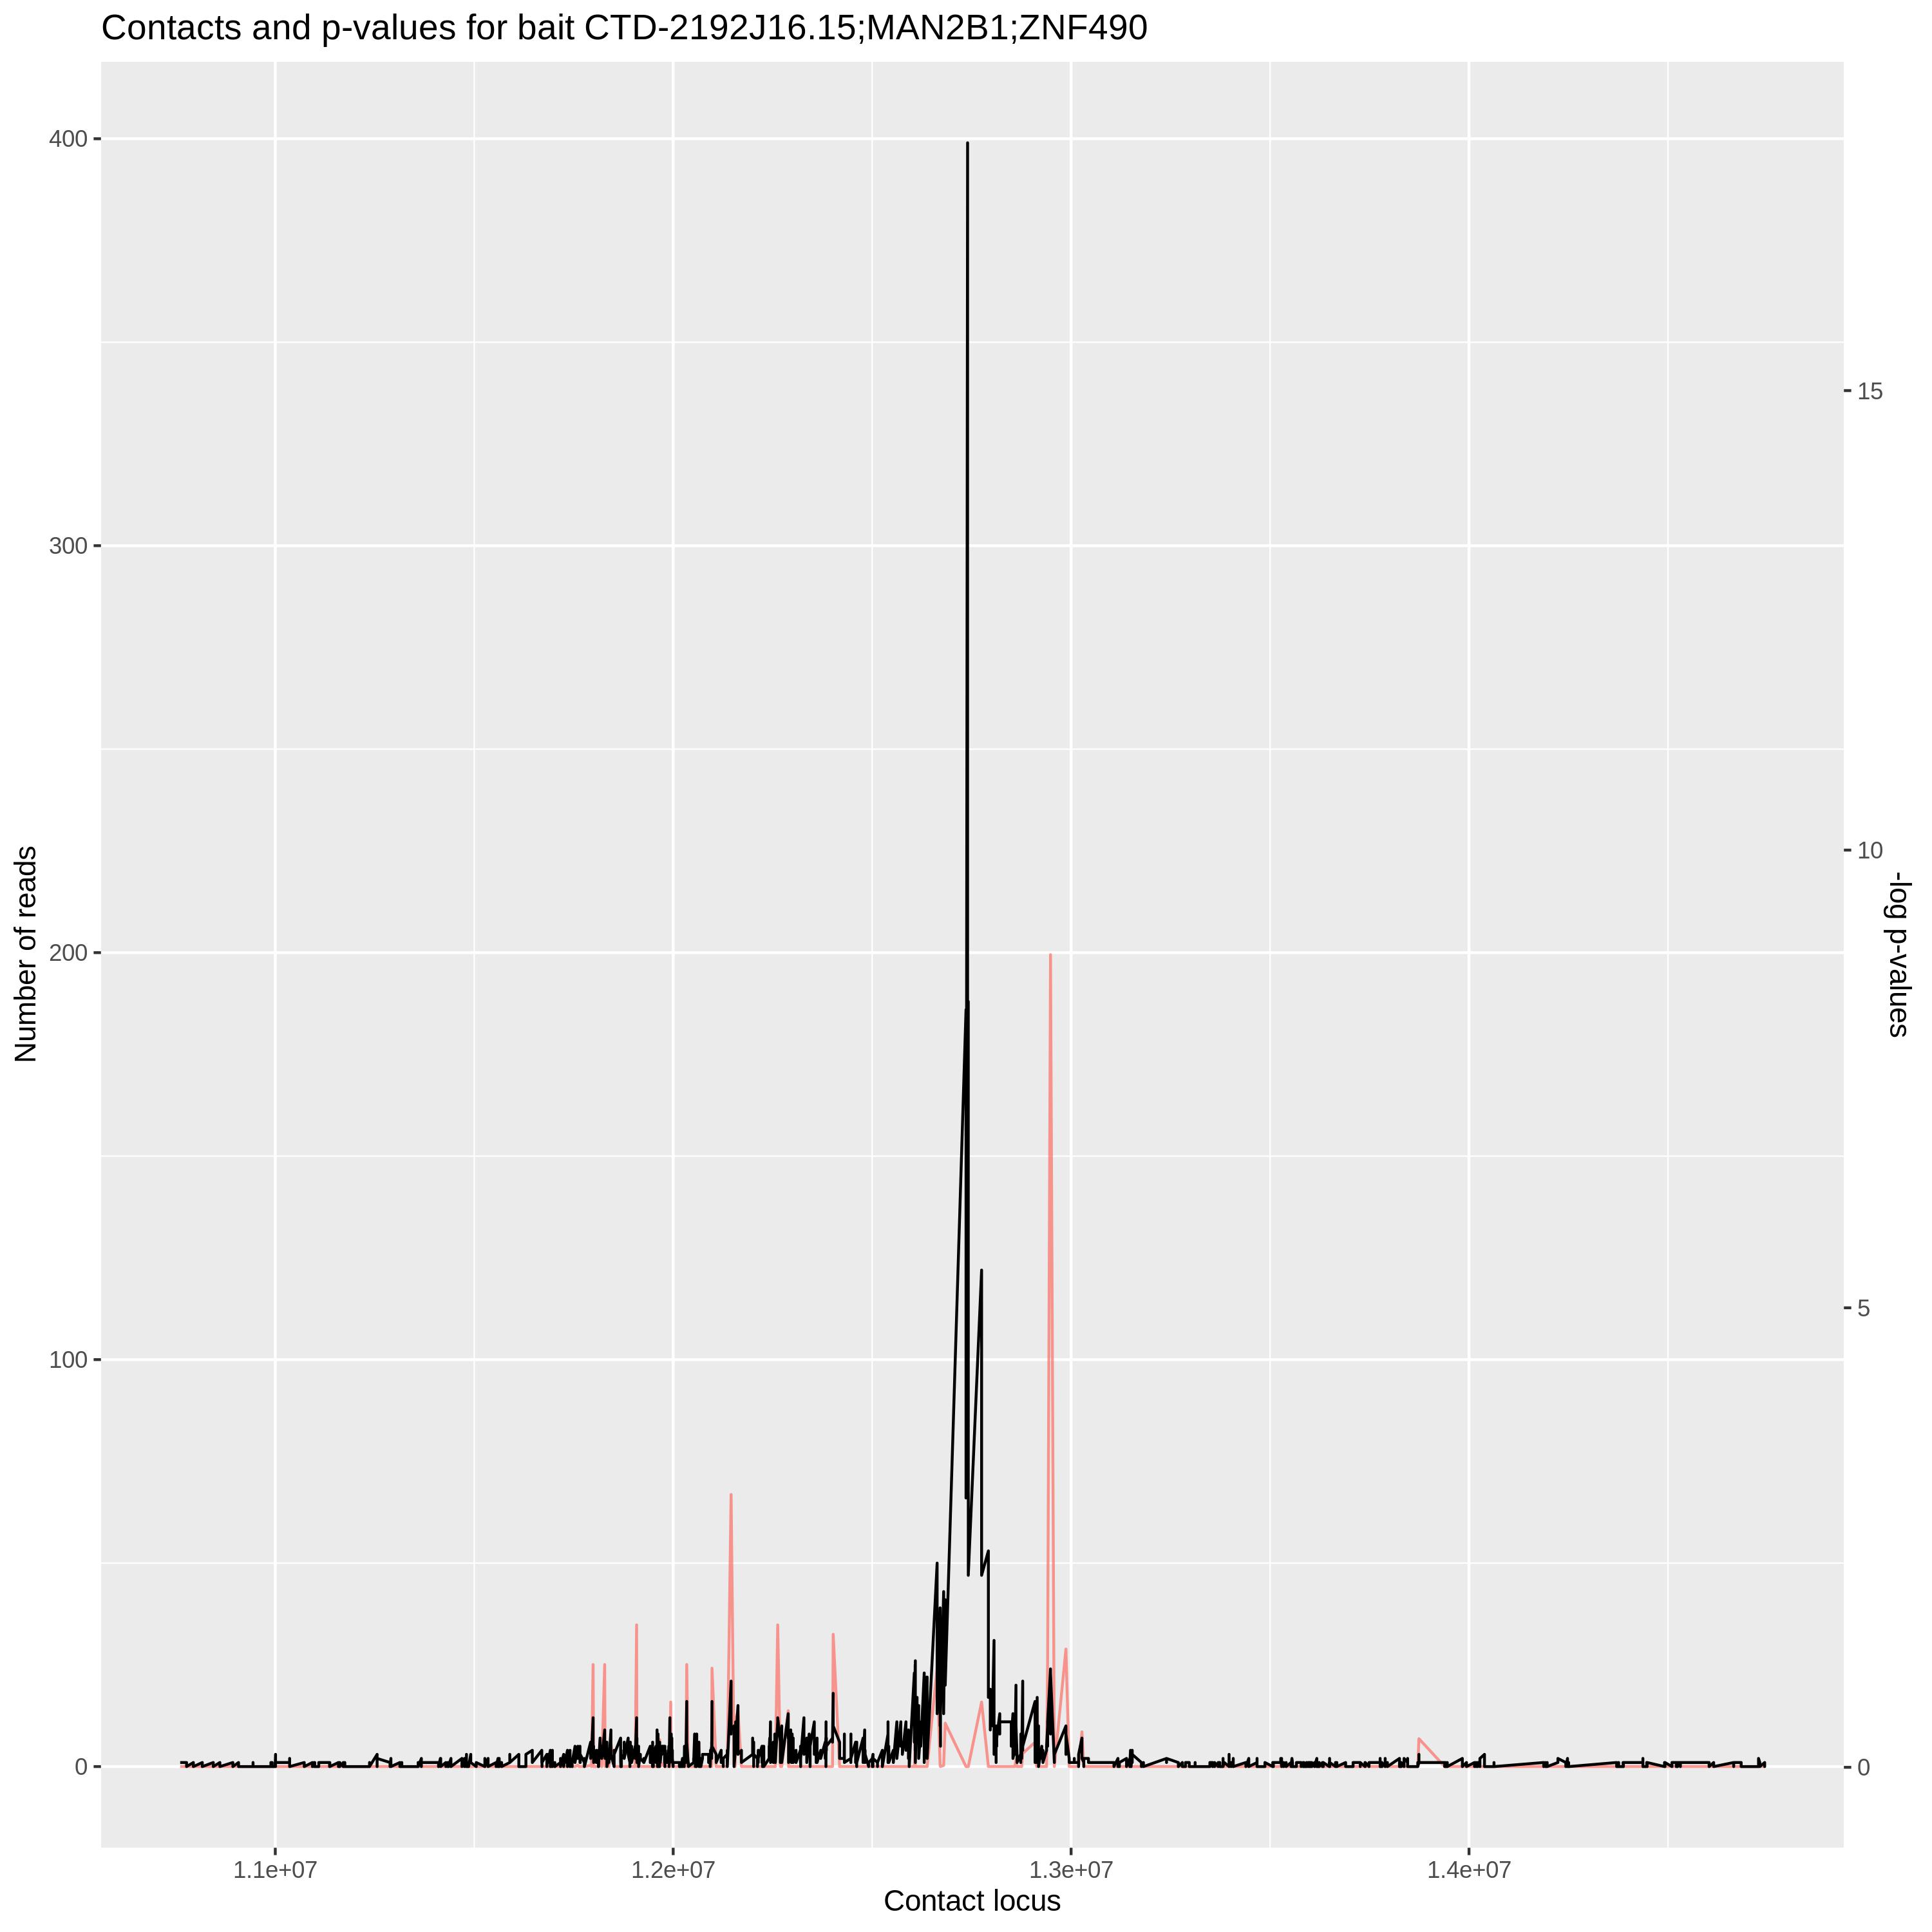 Contacts and p-values for bait CTD-2192J16.15;MAN2B1;ZNF490
400
300
200
100
0
Number of reads
15
10
5
0
-log p-values
1.1e+07
1.2e+07
1.3e+07
1.4e+07
Contact locus